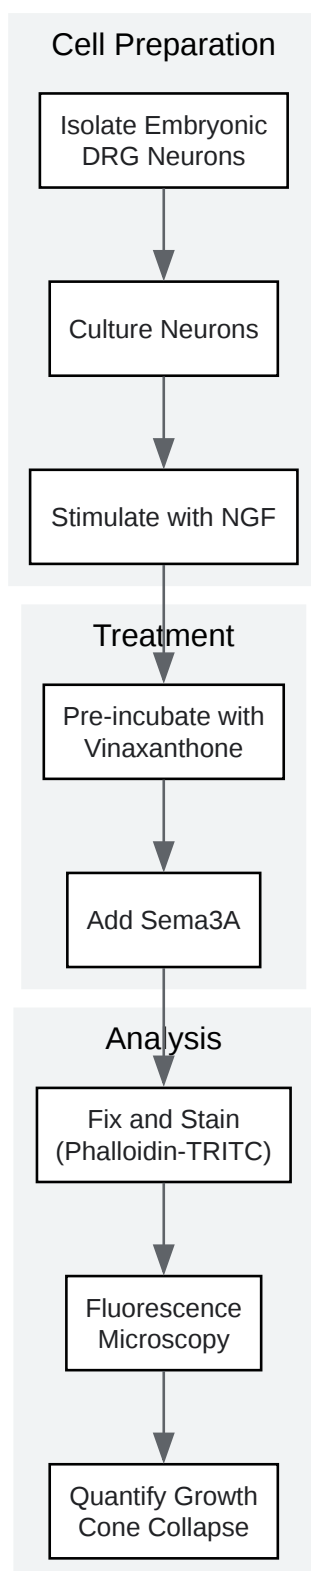 Cell Preparation
Isolate Embryonic
DRG Neurons
Culture Neurons
Stimulate with NGF
Treatment
Pre-incubate with
Vinaxanthone
Add Sema3A
Analysis
Fix and Stain
(Phalloidin-TRITC)
Fluorescence
Microscopy
Quantify Growth
Cone Collapse